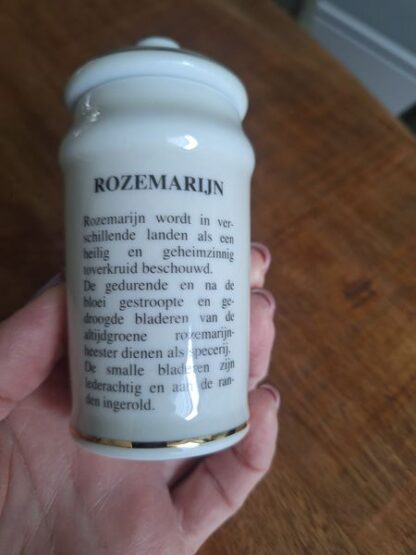 ROZEMARIJN
Rozemarijn wordt in ver-
schillende landen als een
heilig en geheimzinnig
toverkruid beschouwd.
De gedurende en na de
bloei gestroopte en ge-
droogde bladeren van de
altijdgroene rozemarijn-
heester dienen als specerij.
De smalle bladeren zijn
lederachtig en aan de ran-
den ingerold.